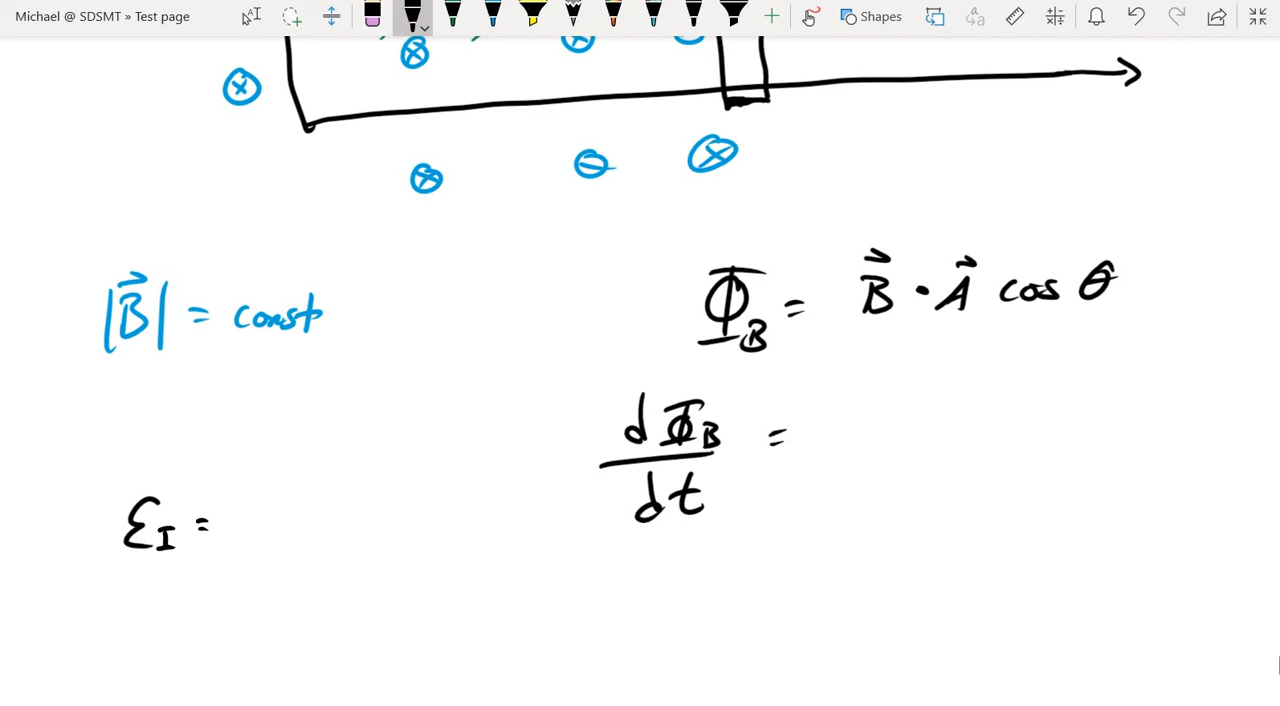 Michael @ SDSMT » Test page
Shapes
|B⃗| = const
Φ_B = B⃗ · A⃗ cos θ
dΦ_B/dt =
ε_I =